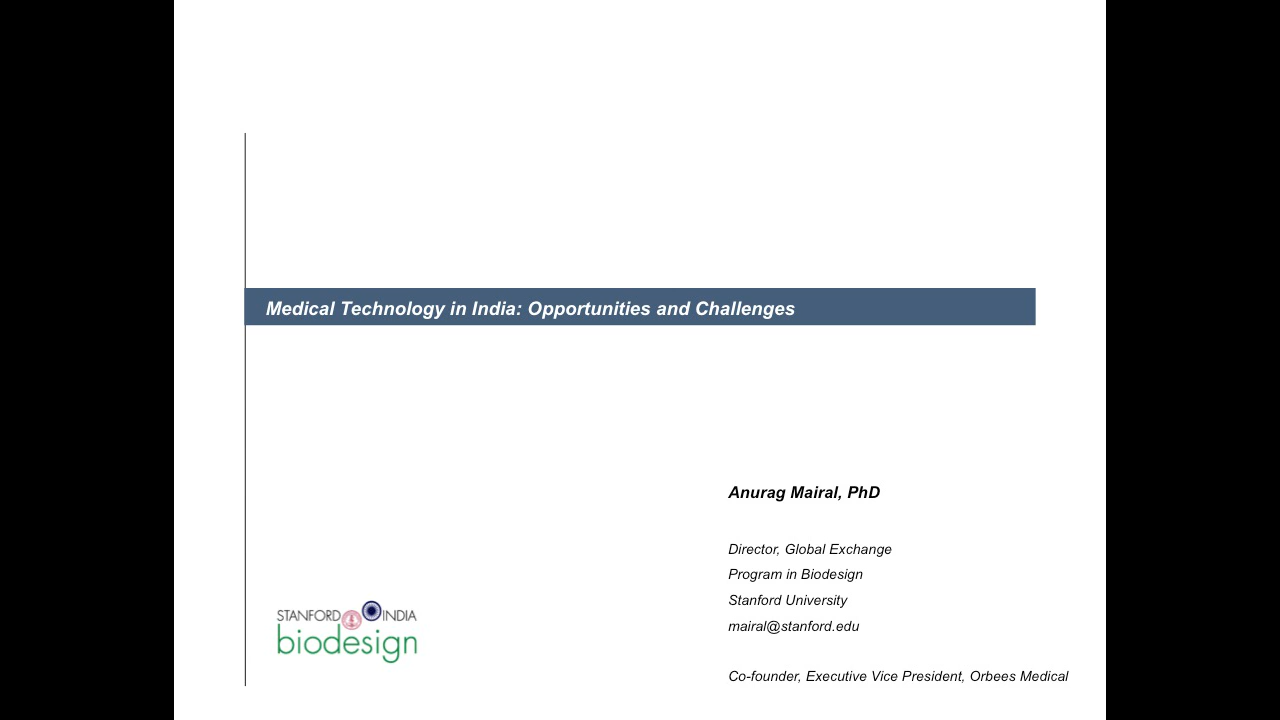 Medical Technology in India: Opportunities and Challenges
Anurag Mairal, PhD
Director, Global Exchange
Program in Biodesign
Stanford University
mairal@stanford.edu
Co-founder, Executive Vice President, Orbees Medical
STANFORD INDIA
biodesign